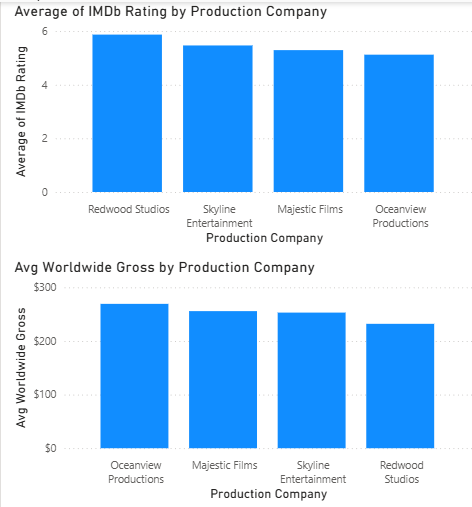 Average of IMDb Rating by Production Company
Average of IMDb Rating
6
4
2
0
Redwood Studios
Skyline
Entertainment
Majestic Films
Oceanview
Productions
Production Company
Avg Worldwide Gross by Production Company
Avg Worldwide Gross
$300
$200
$100
$0
Oceanview
Productions
Majestic Films
Skyline
Entertainment
Redwood
Studios
Production Company